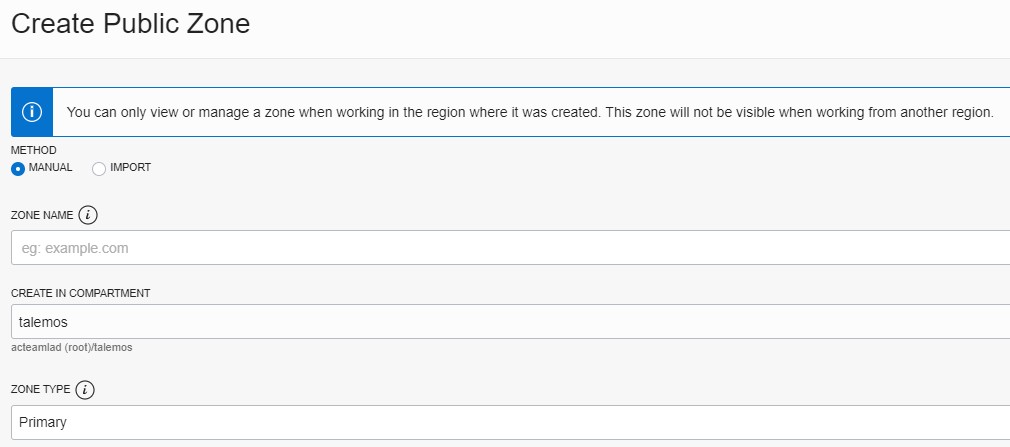 Create Public Zone
You can only view or manage a zone when working in the region where it was created. This zone will not be visible when working from another region.
METHOD
MANUAL IMPORT
ZONE NAME
eg: example.com
CREATE IN COMPARTMENT
talemos
acteamlad (root)/talemos
ZONE TYPE
Primary